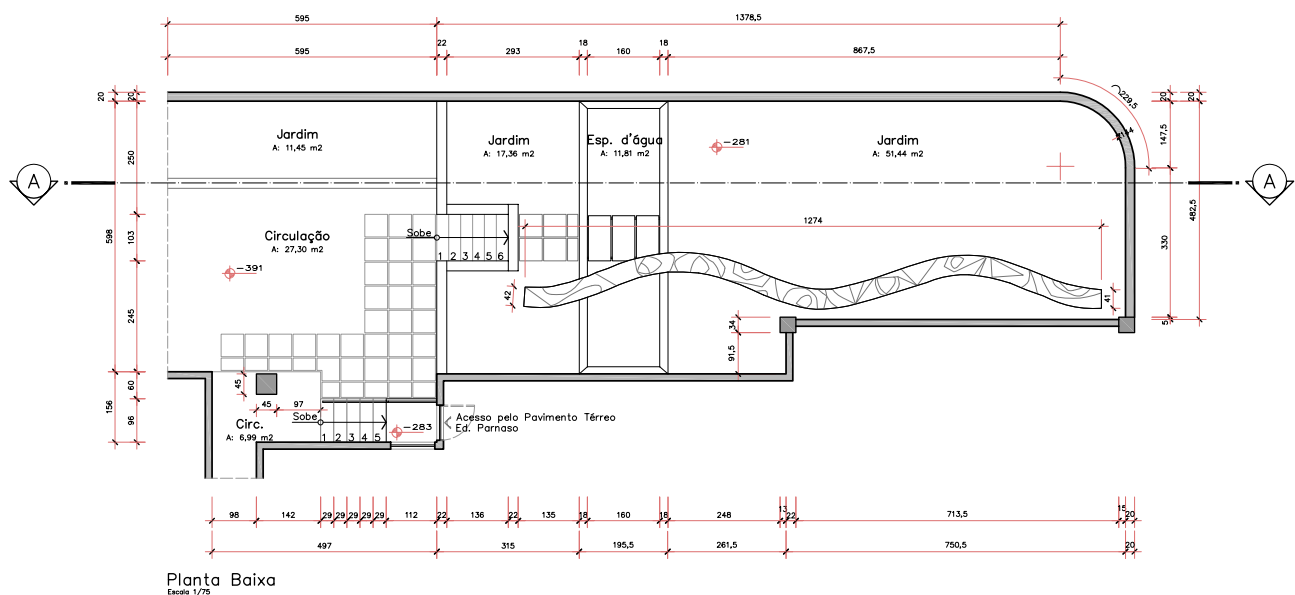 595
1378,5
595
22
293
18
160
18
867,5
229,5
20
20
20
20
Jardim
A: 11,45 m2
Jardim
A: 17,36 m2
Esp. d'água
A: 11,81 m2
-281
Jardim
A: 51,44 m2
147,5
250
A
A
482,5
598
103
Circulação
A: 27,30 m2
Sobe
1274
330
1 2 3 4 5 6
-391
42
41
245
34
5
91,5
60
45
156
45
97
96
Circ.
A: 6,99 m2
Sobe
1 2 3 4 5
-283
Acesso pelo Pavimento Térreo
Ed. Parnaso
98
142
29
29
29
29
29
112
22
136
22
135
18
160
18
248
13
22
713,5
15
20
497
315
195,5
261,5
750,5
20
Planta Baixa
Escala 1/75